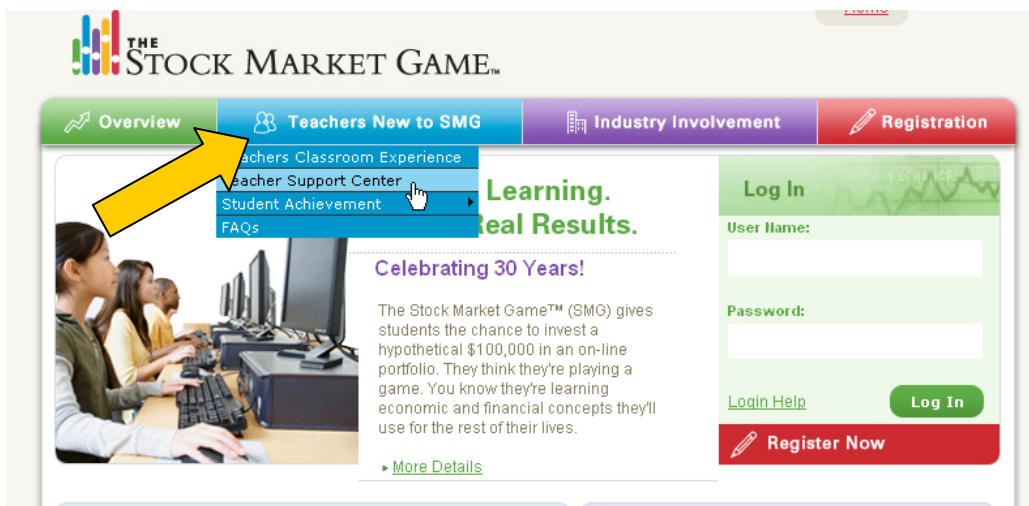 Home
THE
STOCK MARKET GAME™
Overview
Teachers New to SMG
Industry Involvement
Registration
Teachers Classroom Experience
Teacher Support Center
Student Achievement
FAQs
Learning.
Real Results.
Celebrating 30 Years!
The Stock Market Game™ (SMG) gives
students the chance to invest a
hypothetical $100,000 in an on-line
portfolio. They think they're playing a
game. You know they're learning
economic and financial concepts they'll
use for the rest of their lives.
More Details
EXCHANGE
Log In
User Name:
Password:
Login Help
Log In
Register Now